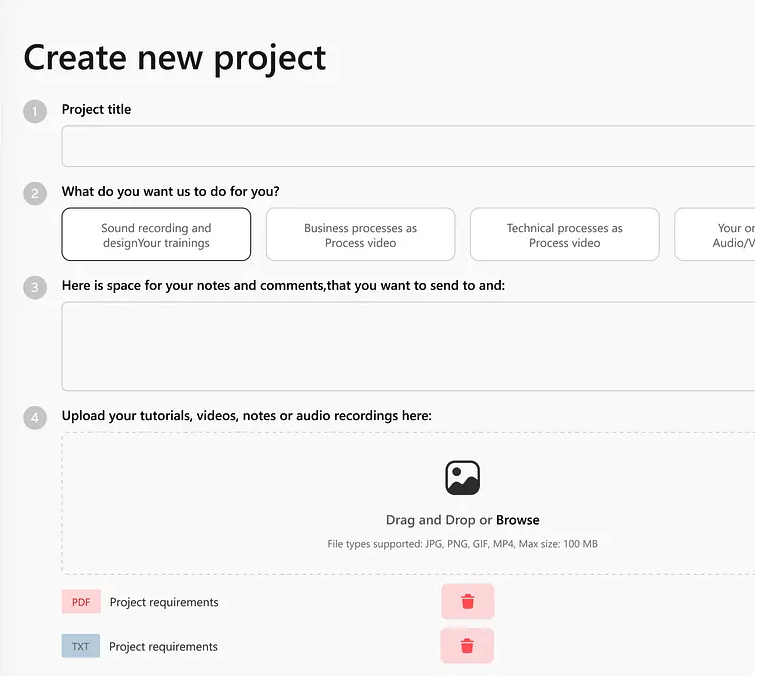 Create new project
1
Project title
2
What do you want us to do for you?
Sound recording and
designYour trainings
Business processes as
Process video
Technical processes as
Process video
Your or
Audio/V
3
Here is space for your notes and comments,that you want to send to and:
4
Upload your tutorials, videos, notes or audio recordings here:
Drag and Drop or Browse
File types supported: JPG, PNG, GIF, MP4, Max size: 100 MB
PDF Project requirements
TXT Project requirements